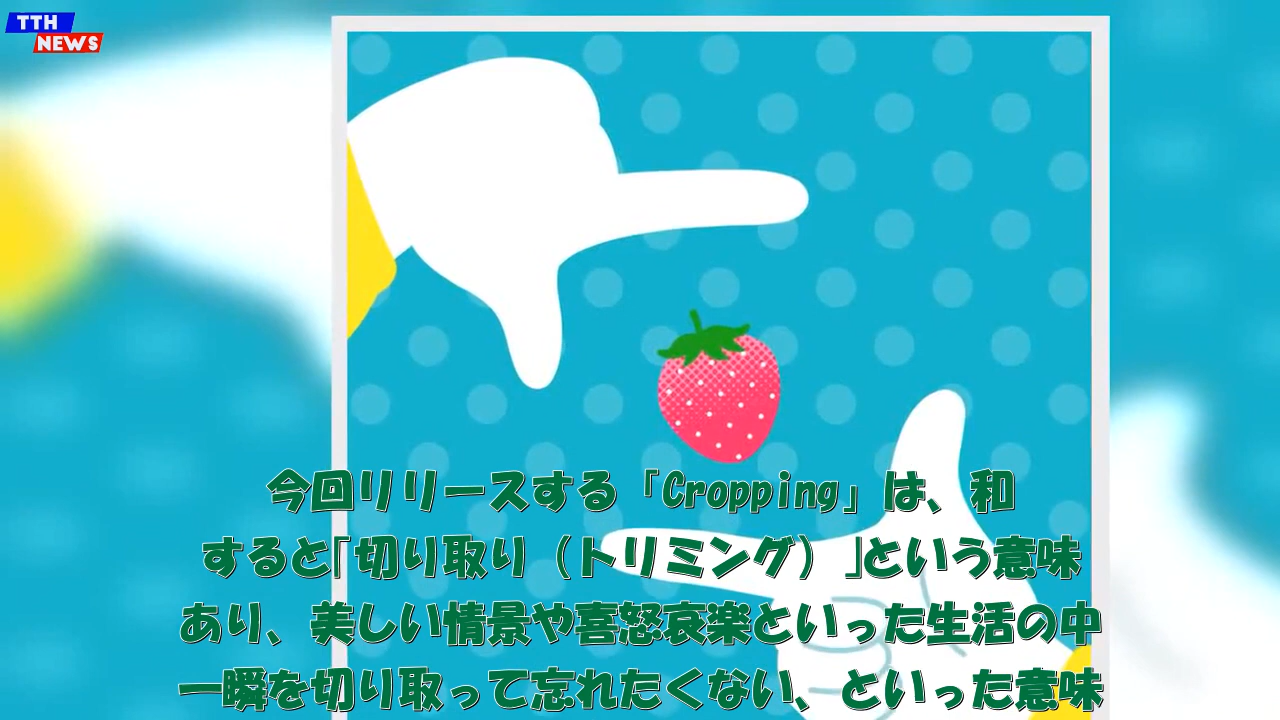 TTH
NEWS
今回リリースする「Cropping」は、和
すると｢切り取り（トリミング）｣という意味
あり、美しい情景や喜怒哀楽といった生活の中
一瞬を切り取って忘れたくない、といった意味